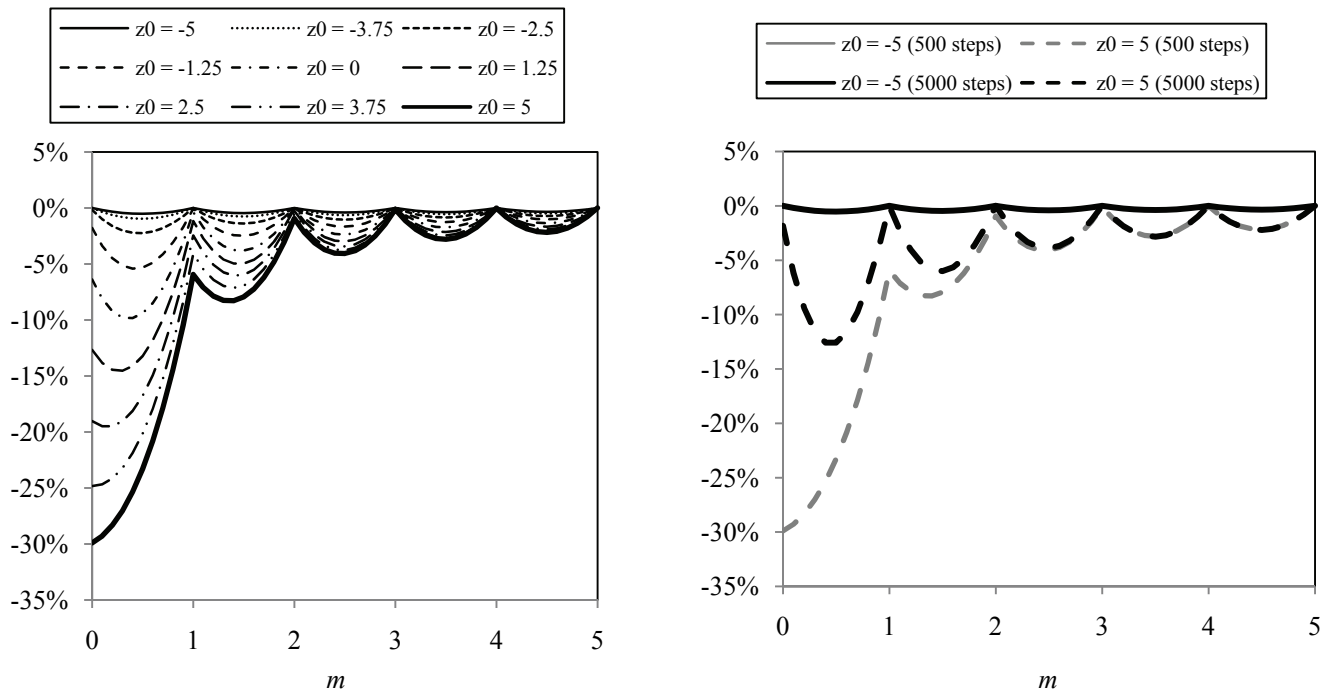 z0 = -5 z0 = -3.75 z0 = -2.5
z0 = -1.25 z0 = 0 z0 = 1.25
z0 = 2.5 z0 = 3.75 z0 = 5
5%
0%
-5%
-10%
-15%
-20%
-25%
-30%
-35%
0 1 2 3 4 5
m
z0 = -5 (500 steps) z0 = 5 (500 steps)
z0 = -5 (5000 steps) z0 = 5 (5000 steps)
5%
0%
-5%
-10%
-15%
-20%
-25%
-30%
-35%
0 1 2 3 4 5
m